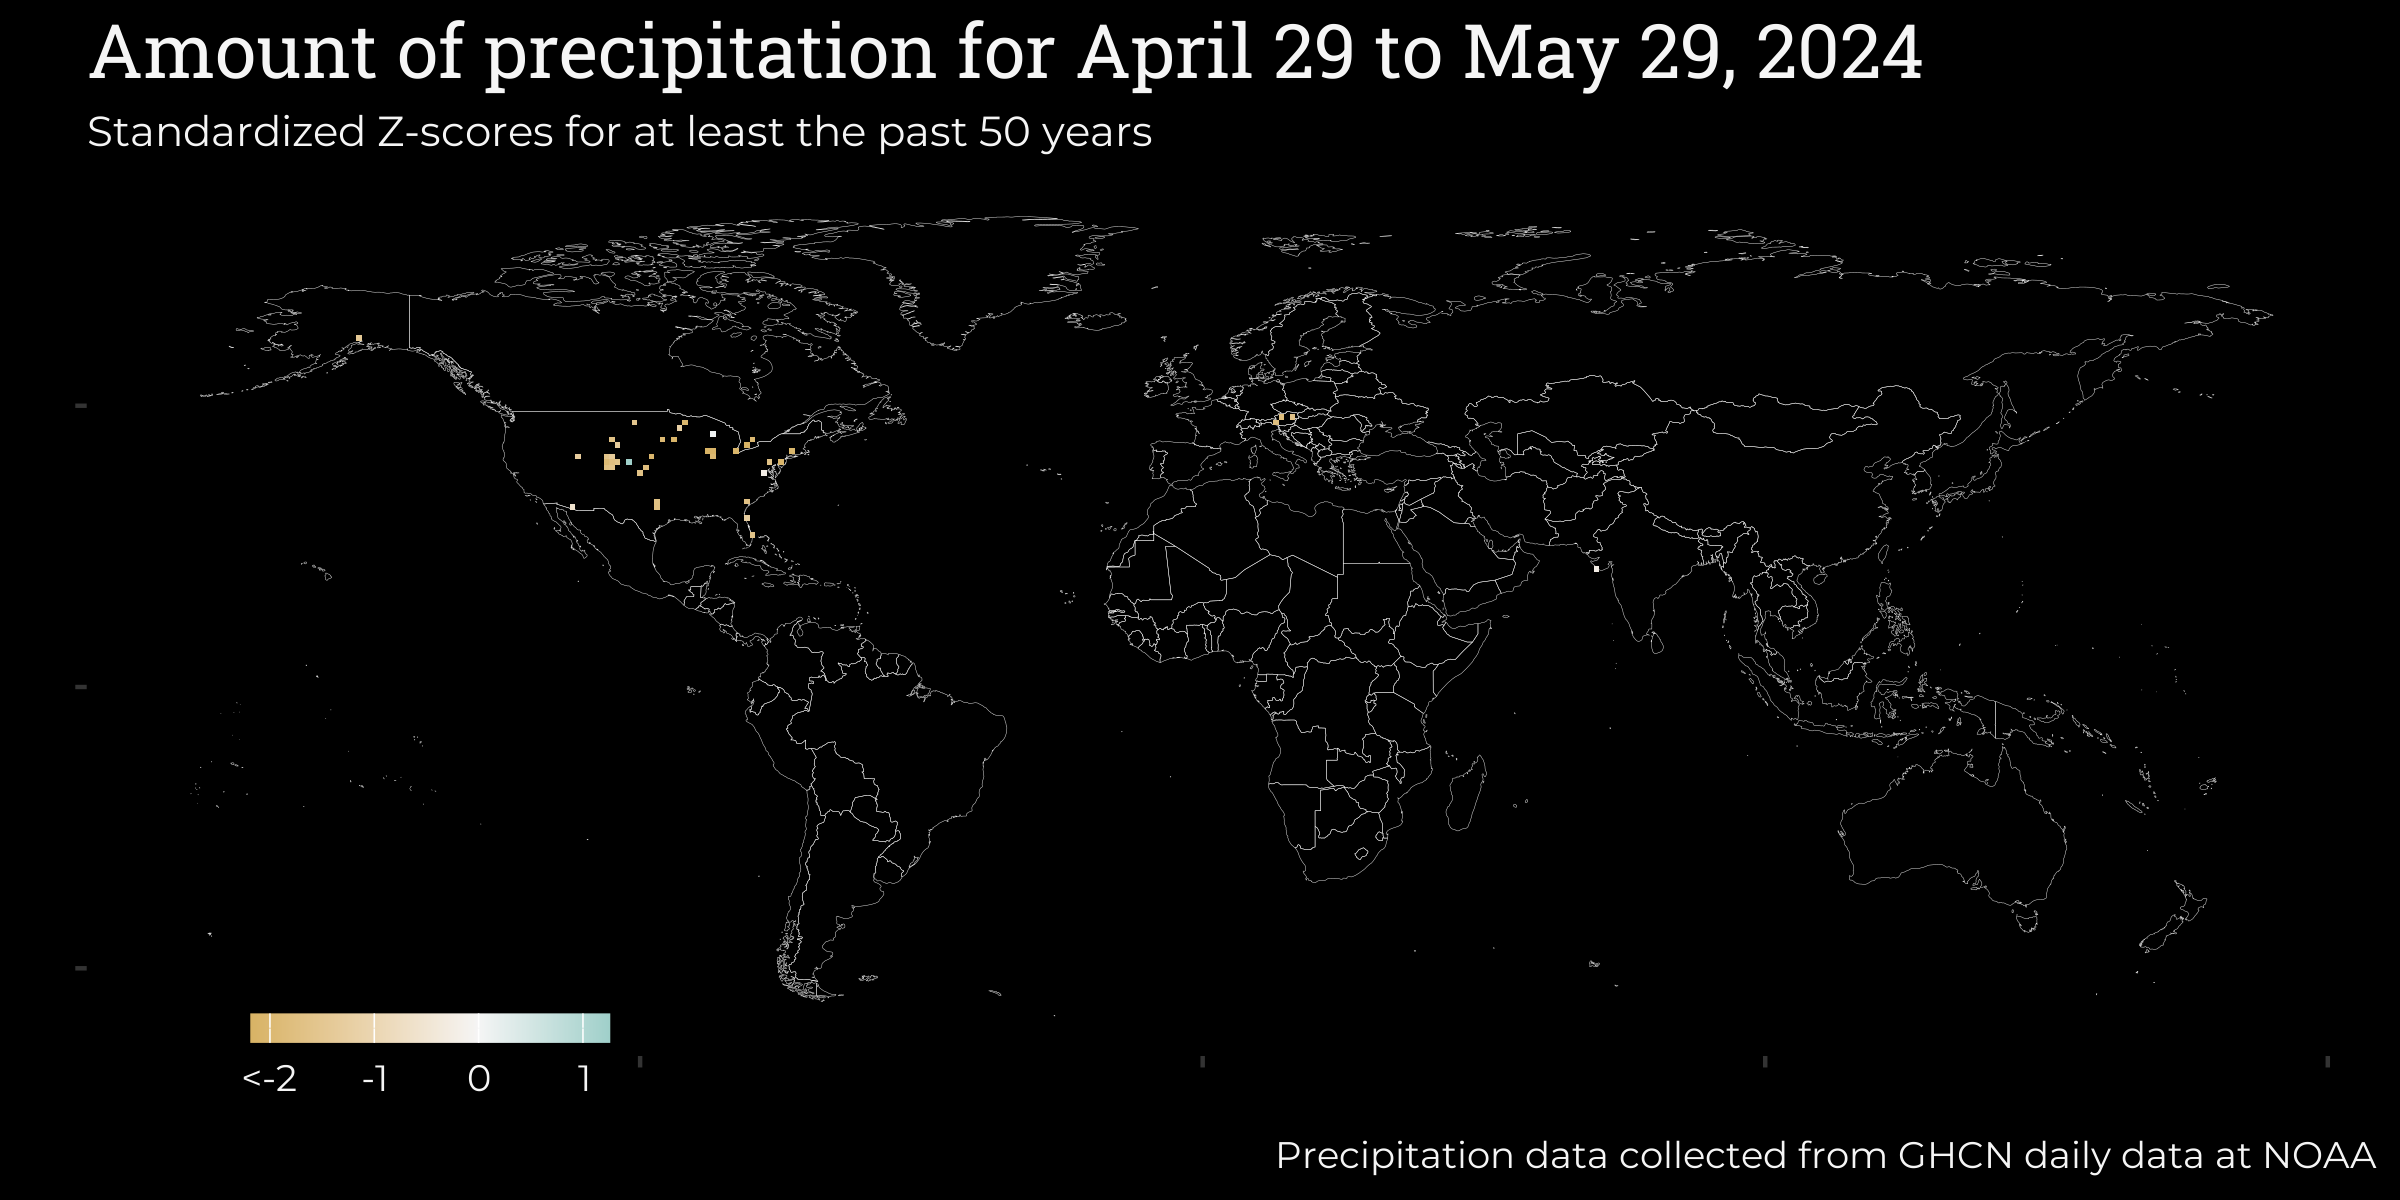 Amount of precipitation for April 29 to May 29, 2024
Standardized Z-scores for at least the past 50 years
<-2 -1 0 1
Precipitation data collected from GHCN daily data at NOAA